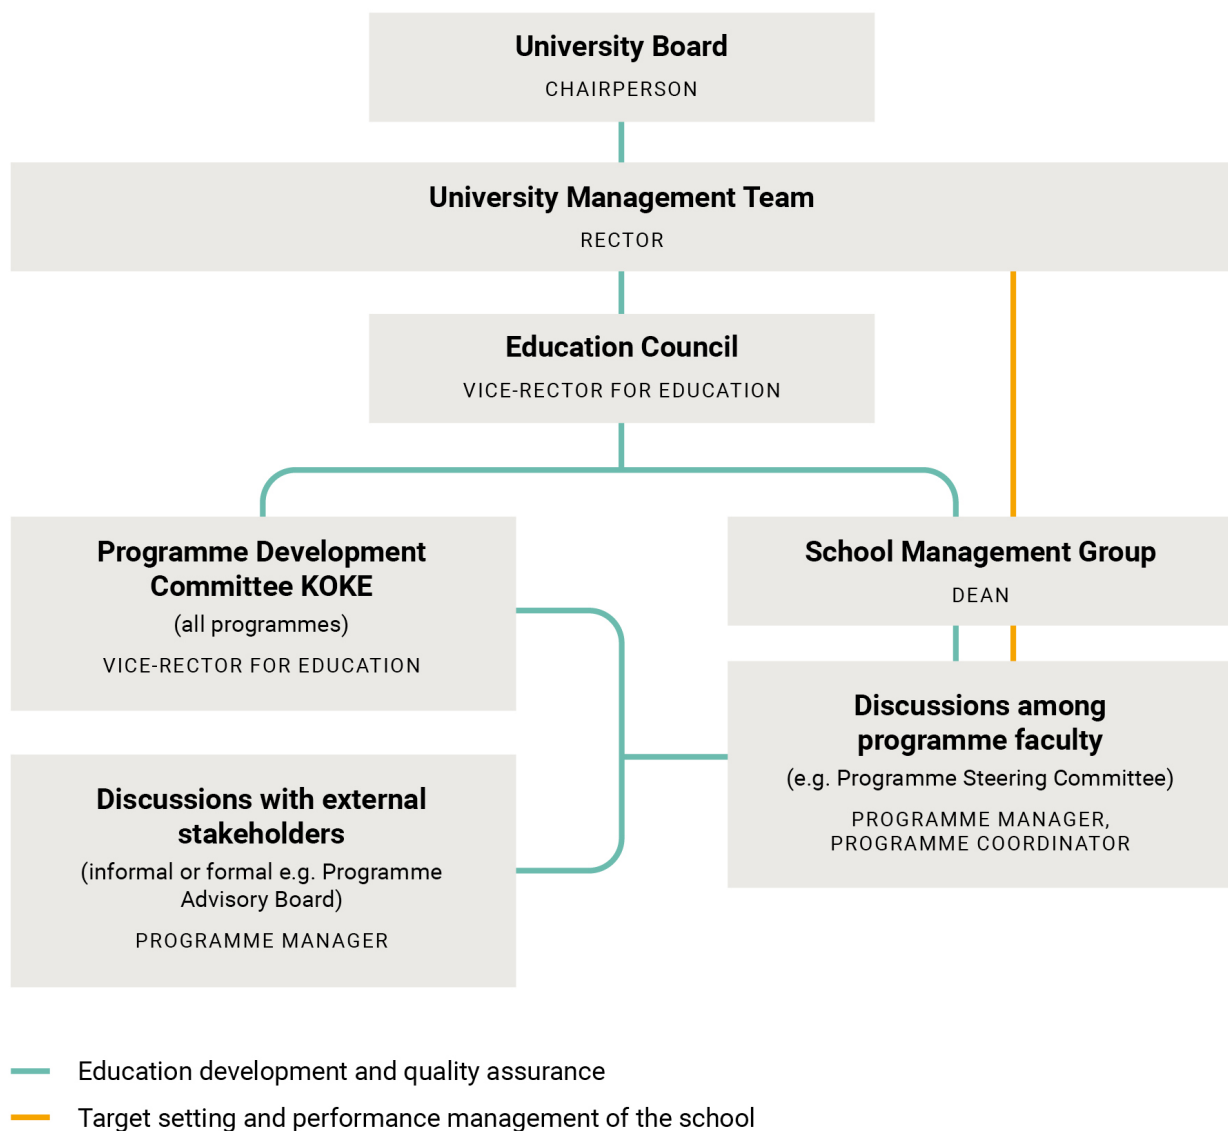 University Board
CHAIRPERSON
University Management Team
RECTOR
Education Council
VICE-RECTOR FOR EDUCATION
Programme Development
Committee KOKE
(all programmes)
VICE-RECTOR FOR EDUCATION
School Management Group
DEAN
Discussions among
programme faculty
(e.g. Programme Steering Committee)
PROGRAMME MANAGER,
PROGRAMME COORDINATOR
Discussions with external
stakeholders
(informal or formal e.g. Programme
Advisory Board)
PROGRAMME MANAGER
Education development and quality assurance
Target setting and performance management of the school